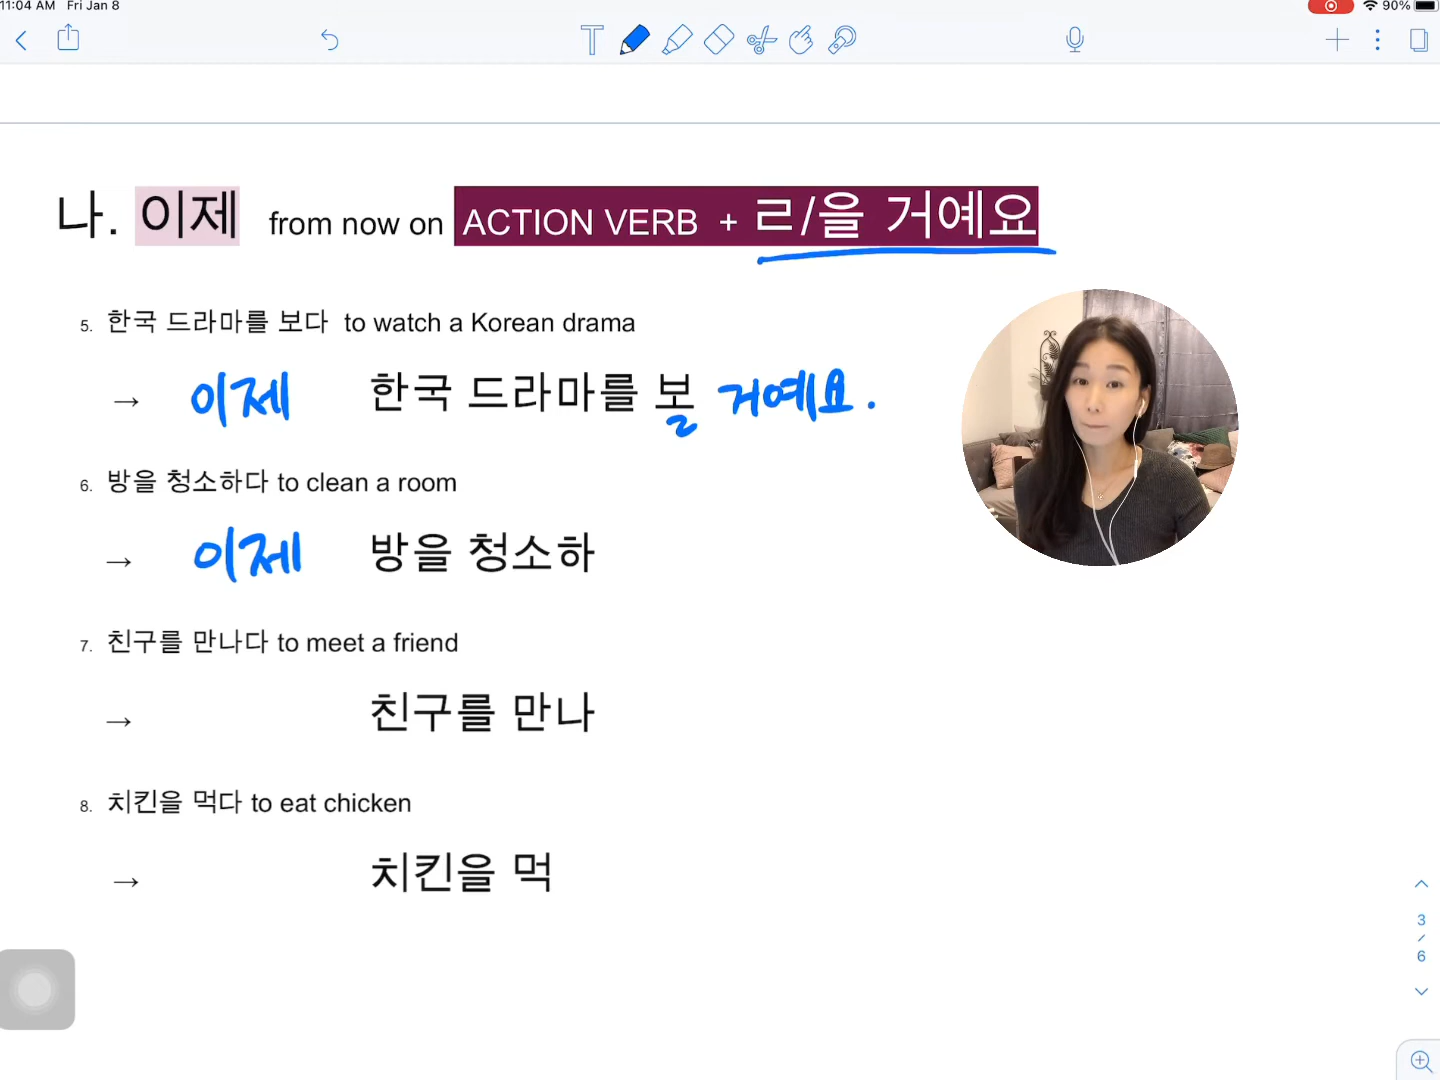 11:04 AM Fri Jan 8 90%
나. 이제 from now on ACTION VERB + ㄹ/을 거예요
5. 한국 드라마를 보다 to watch a Korean drama
→ 이제 한국 드라마를 볼 거예요.
6. 방을 청소하다 to clean a room
→ 이제 방을 청소하
7. 친구를 만나다 to meet a friend
→ 친구를 만나
8. 치킨을 먹다 to eat chicken
→ 치킨을 먹
3
/
6